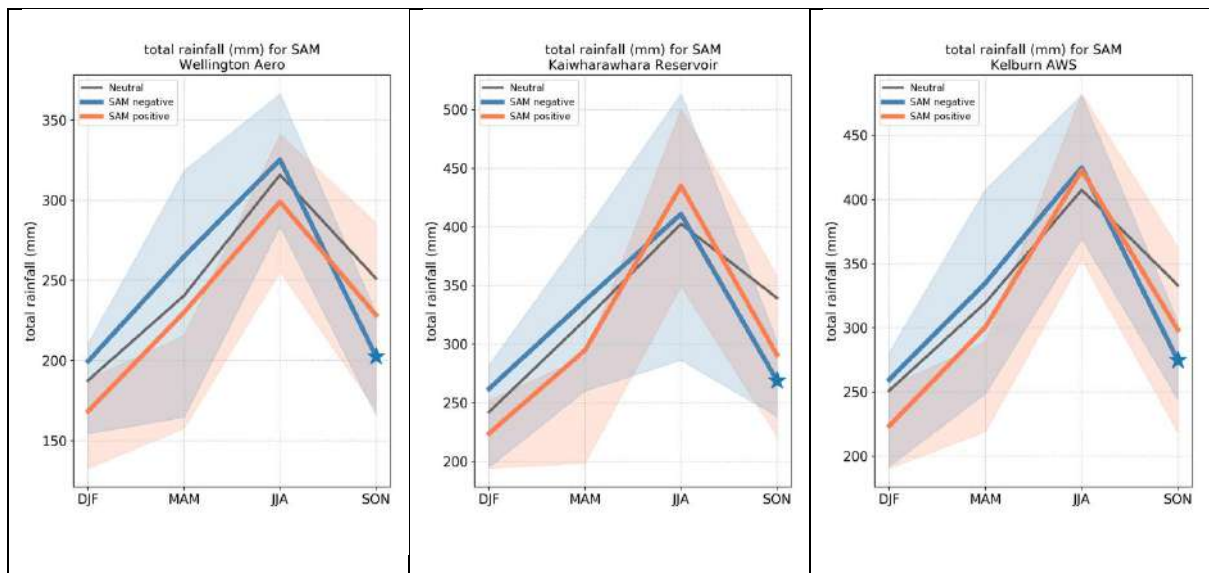 total rainfall (mm) for SAM
Wellington Aero
Neutral
SAM negative
SAM positive
350
300
250
200
150
total rainfall (mm)
DJF MAM JJA SON
total rainfall (mm) for SAM
Kaiwharawhara Reservoir
Neutral
SAM negative
SAM positive
500
450
400
350
300
250
200
total rainfall (mm)
DJF MAM JJA SON
total rainfall (mm) for SAM
Kelburn AWS
Neutral
SAM negative
SAM positive
450
400
350
300
250
200
total rainfall (mm)
DJF MAM JJA SON